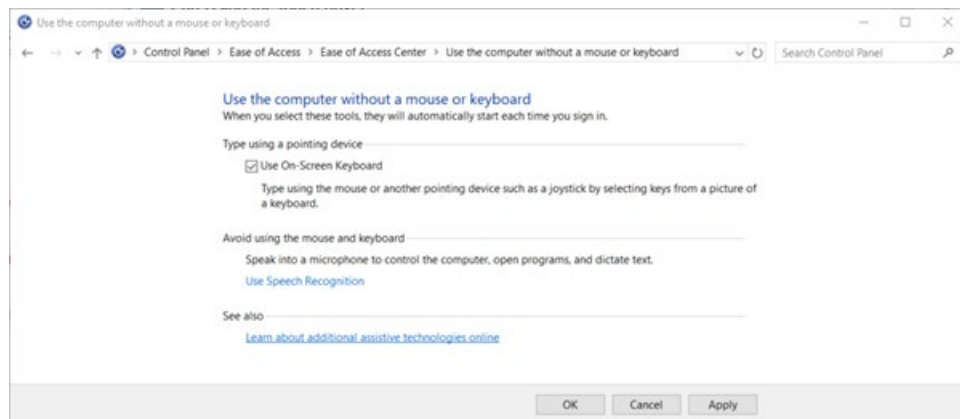 Use the computer without a mouse or keyboard
Control Panel > Ease of Access > Ease of Access Center > Use the computer without a mouse or keyboard
Search Control Panel
Use the computer without a mouse or keyboard
When you select these tools, they will automatically start each time you sign in.
Type using a pointing device
Use On-Screen Keyboard
Type using the mouse or another pointing device such as a joystick by selecting keys from a picture of
a keyboard.
Avoid using the mouse and keyboard
Speak into a microphone to control the computer, open programs, and dictate text.
Use Speech Recognition
See also
Learn about additional assistive technologies online
OK Cancel Apply